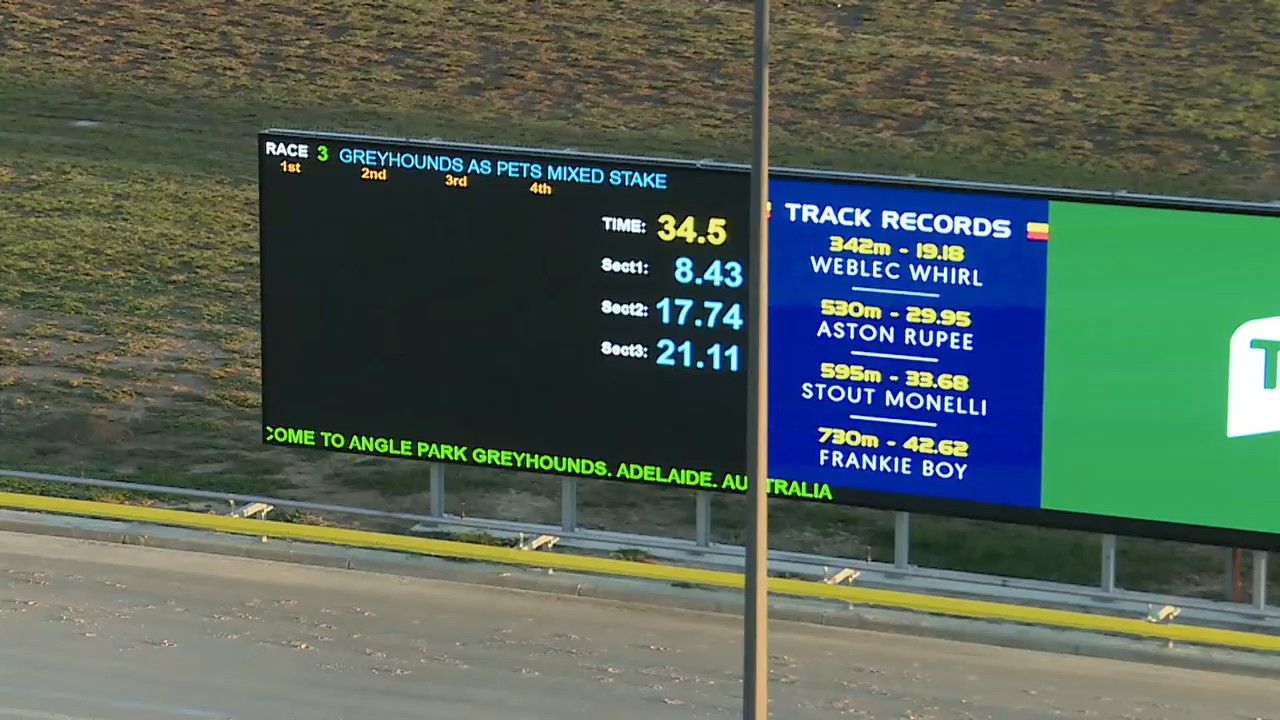 RACE 3 GREYHOUNDS AS PETS MIXED STAKE
1st 2nd 3rd 4th
TIME: 34.5
Sect1: 8.43
Sect2: 17.74
Sect3: 21.11
COME TO ANGLE PARK GREYHOUNDS. ADELAIDE. AUSTRALIA
TRACK RECORDS
342m - 19.18
WEBLEC WHIRL
530m - 29.95
ASTON RUPEE
595m - 33.68
STOUT MONELLI
730m - 42.62
FRANKIE BOY
T